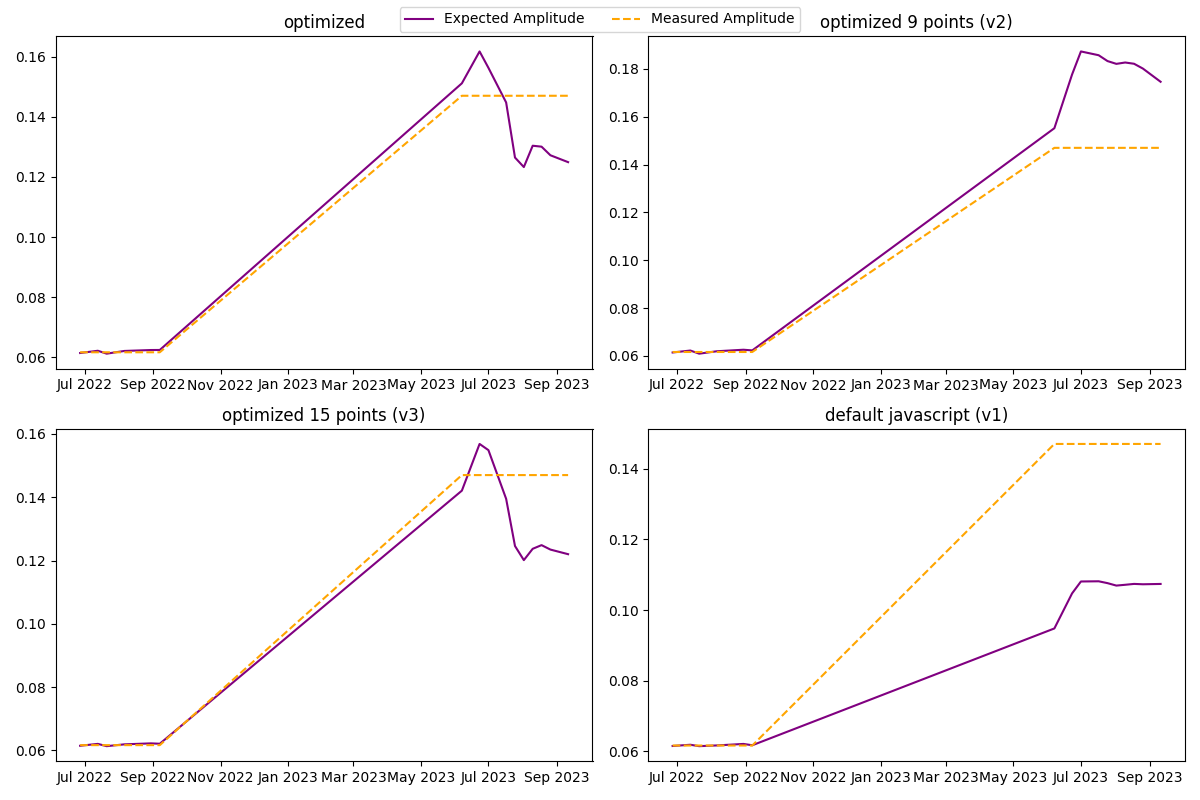 Expected Amplitude Measured Amplitude
optimized
0.16
0.14
0.12
0.10
0.08
0.06
Jul 2022 Sep 2022 Nov 2022 Jan 2023 Mar 2023 May 2023 Jul 2023 Sep 2023
optimized 9 points (v2)
0.18
0.16
0.14
0.12
0.10
0.08
0.06
Jul 2022 Sep 2022 Nov 2022 Jan 2023 Mar 2023 May 2023 Jul 2023 Sep 2023
optimized 15 points (v3)
0.16
0.14
0.12
0.10
0.08
0.06
Jul 2022 Sep 2022 Nov 2022 Jan 2023 Mar 2023 May 2023 Jul 2023 Sep 2023
default javascript (v1)
0.14
0.12
0.10
0.08
0.06
Jul 2022 Sep 2022 Nov 2022 Jan 2023 Mar 2023 May 2023 Jul 2023 Sep 2023